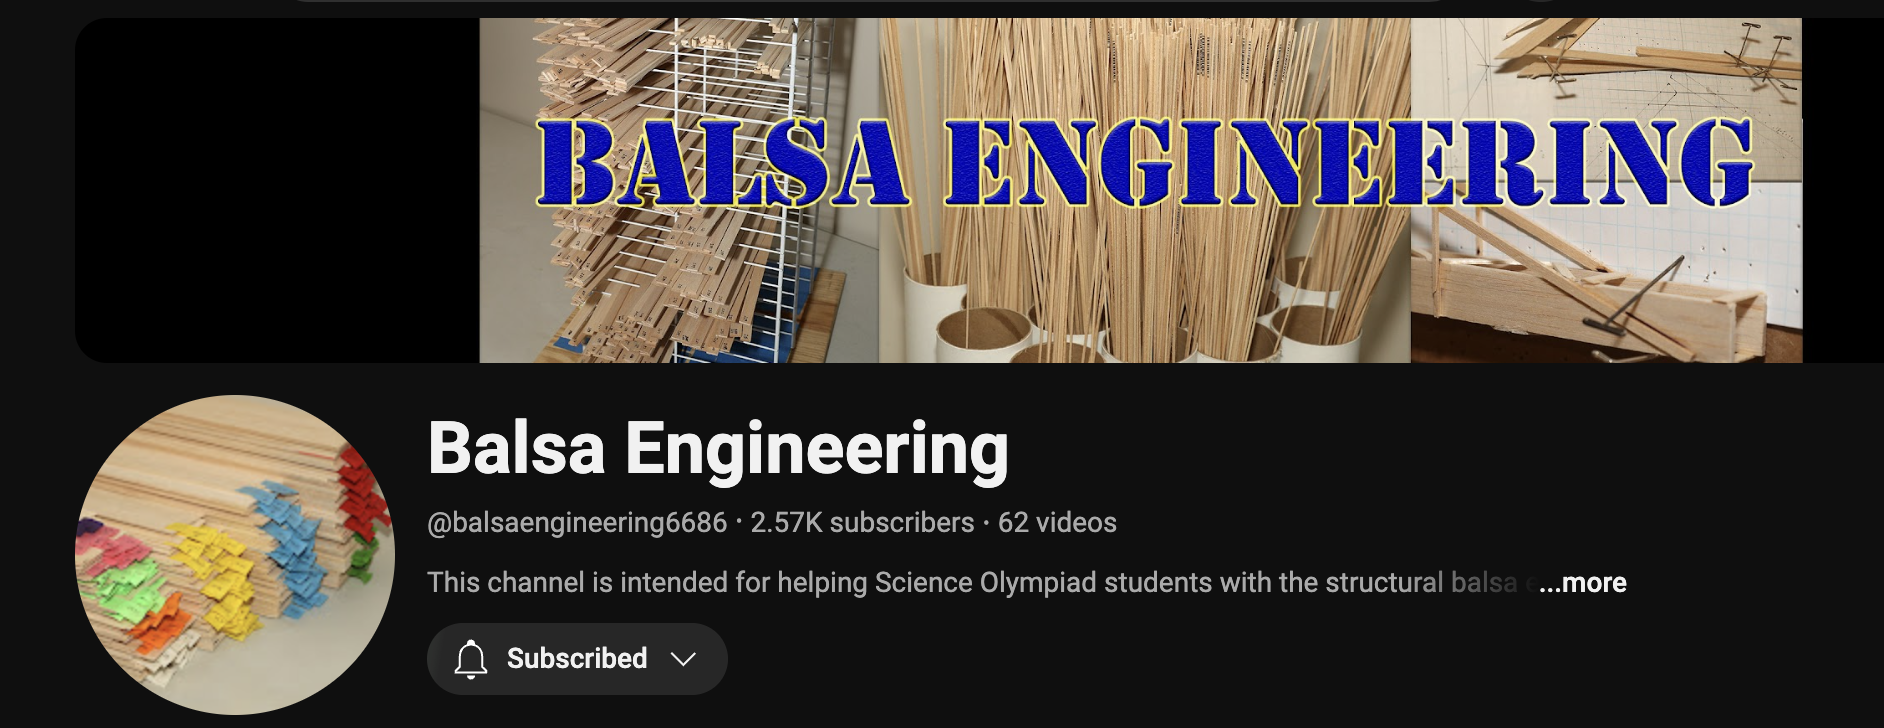 BALSA ENGINEERING
Balsa Engineering
@balsaengineering6686 · 2.57K subscribers · 62 videos
This channel is intended for helping Science Olympiad students with the structural balsa e...more
Subscribed